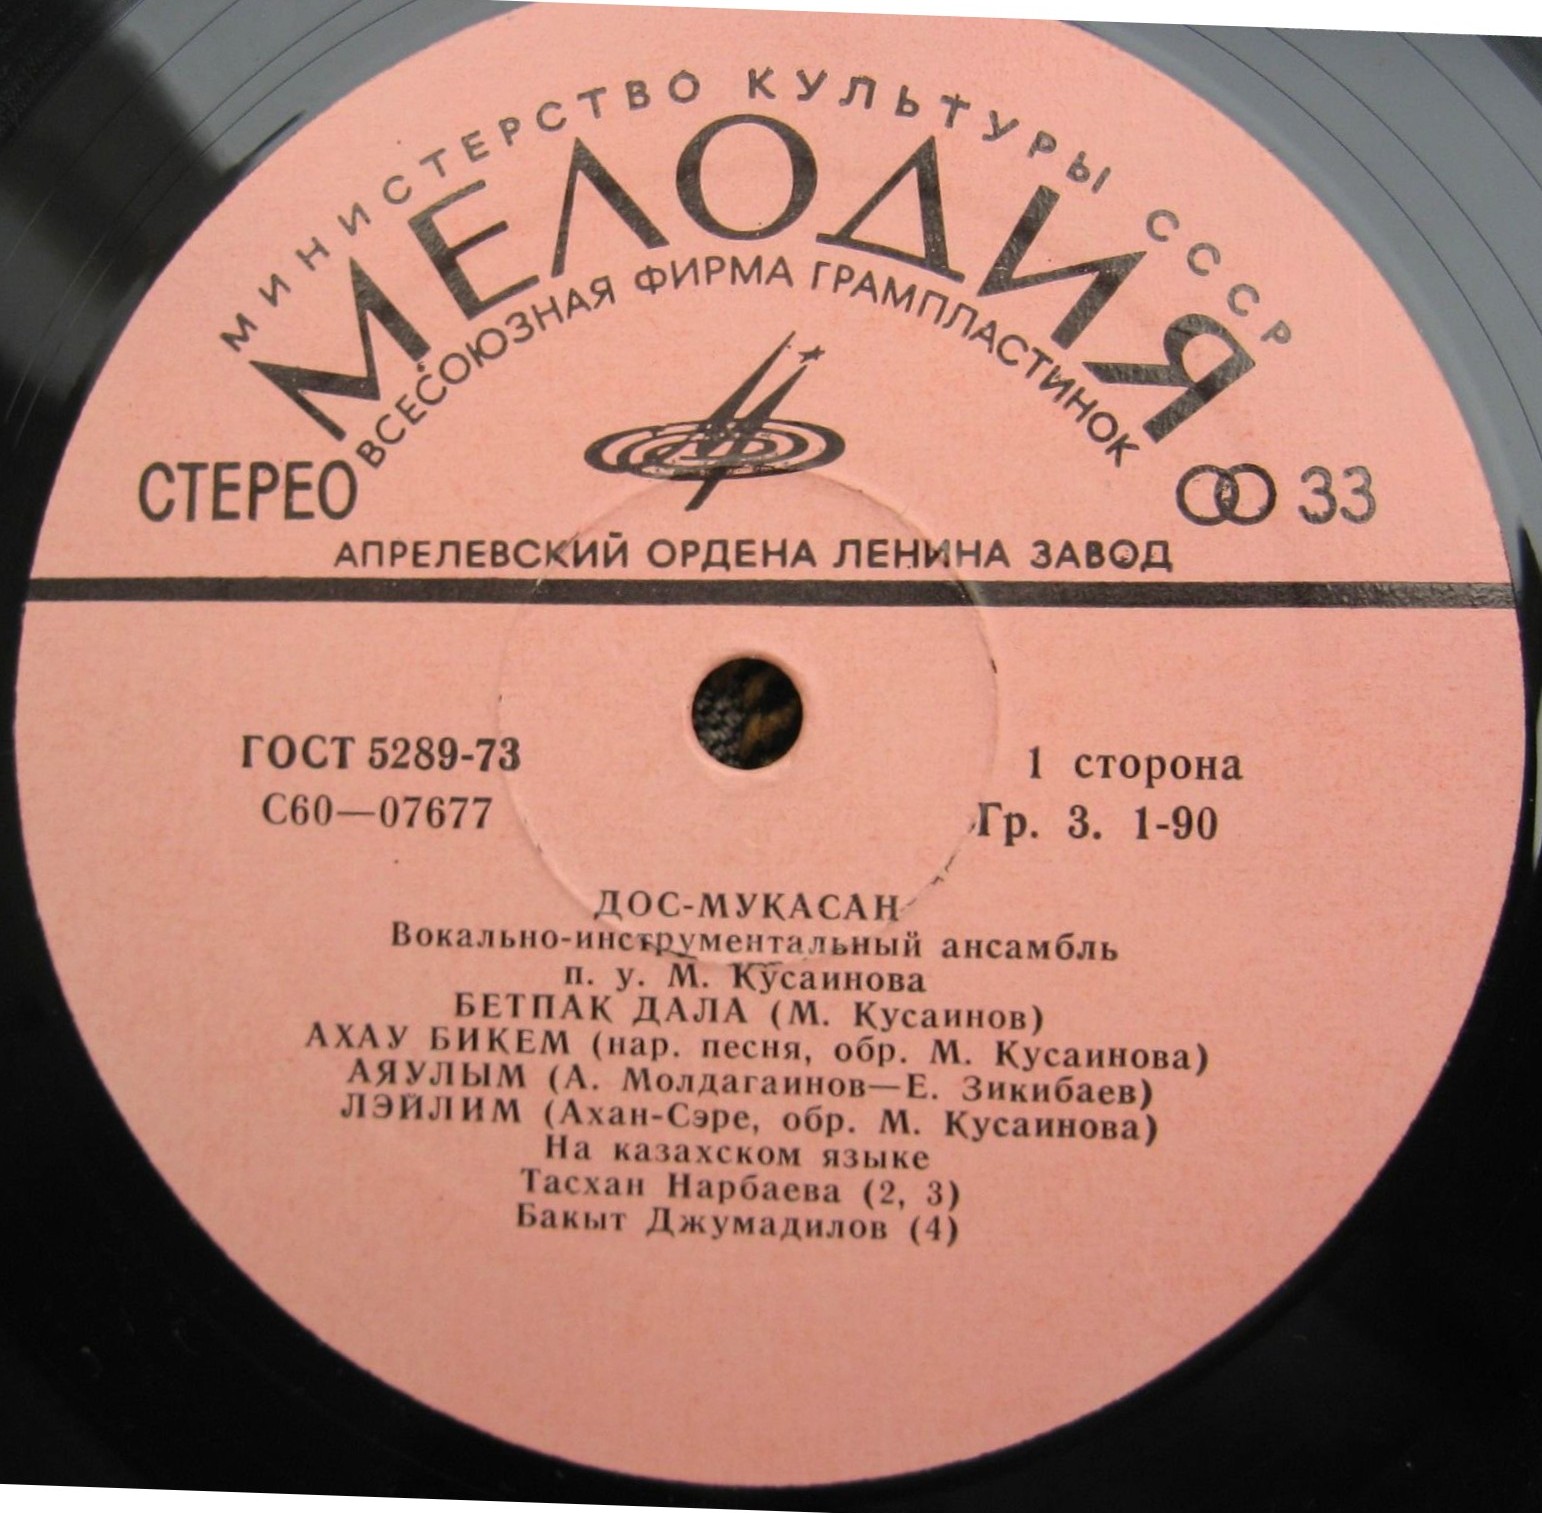 МИНИСТЕРСТВО КУЛЬТУРЫ СССР
МЕЛОДИЯ
ВСЕСОЮЗНАЯ ФИРМА ГРАМПЛАСТИНОК
СТЕРЕО
33
АПРЕЛЕВСКИЙ ОРДЕНА ЛЕНИНА ЗАВОД
ГОСТ 5289-73
1 сторона
С60—07677
Гр. 3. 1-90
ДОС-МУКАСАН
Вокально-инструментальный ансамбль
п. у. М. Кусаинова
БЕТПАК ДАЛА (М. Кусаинов)
АХАУ БИКЕМ (нар. песня, обр. М. Кусаинова)
АЯУЛЫМ (А. Молдагаинов—Е. Зикибаев)
ЛЭЙЛИМ (Ахан-Сэре, обр. М. Кусаинова)
На казахском языке
Тасхан Нарбаева (2, 3)
Бакыт Джумадилов (4)